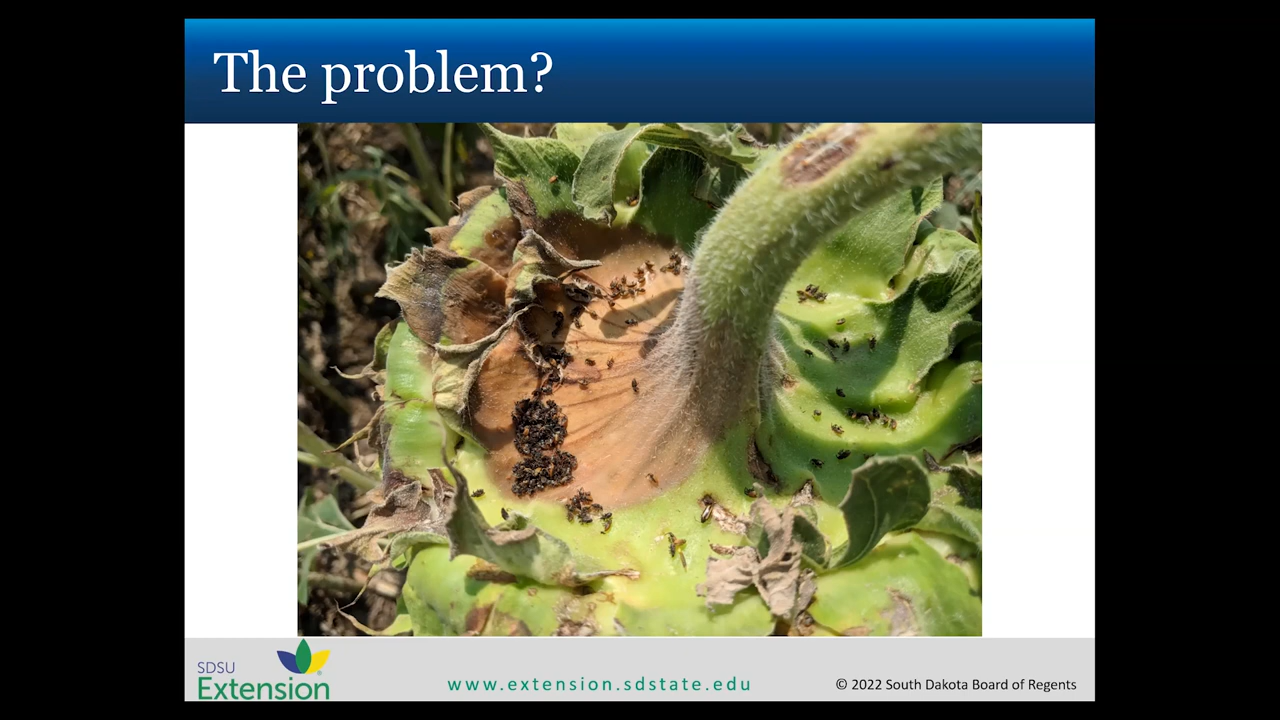 The problem?
SDSU
Extension
www.extension.sdstate.edu
© 2022 South Dakota Board of Regents